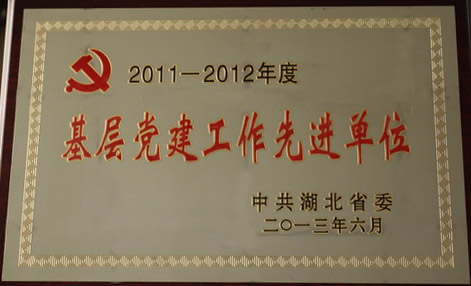 2011—2012年度
基层党建工作先进单位
中共湖北省委
二〇一三年六月